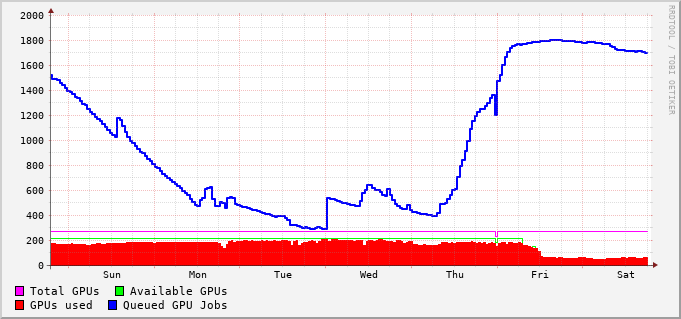 2000
1800
1600
1400
1200
1000
800
600
400
200
0
Sun Mon Tue Wed Thu Fri Sat
Total GPUs Available GPUs
GPUs used Queued GPU Jobs
RRDTOOL / TOBI OETIKER